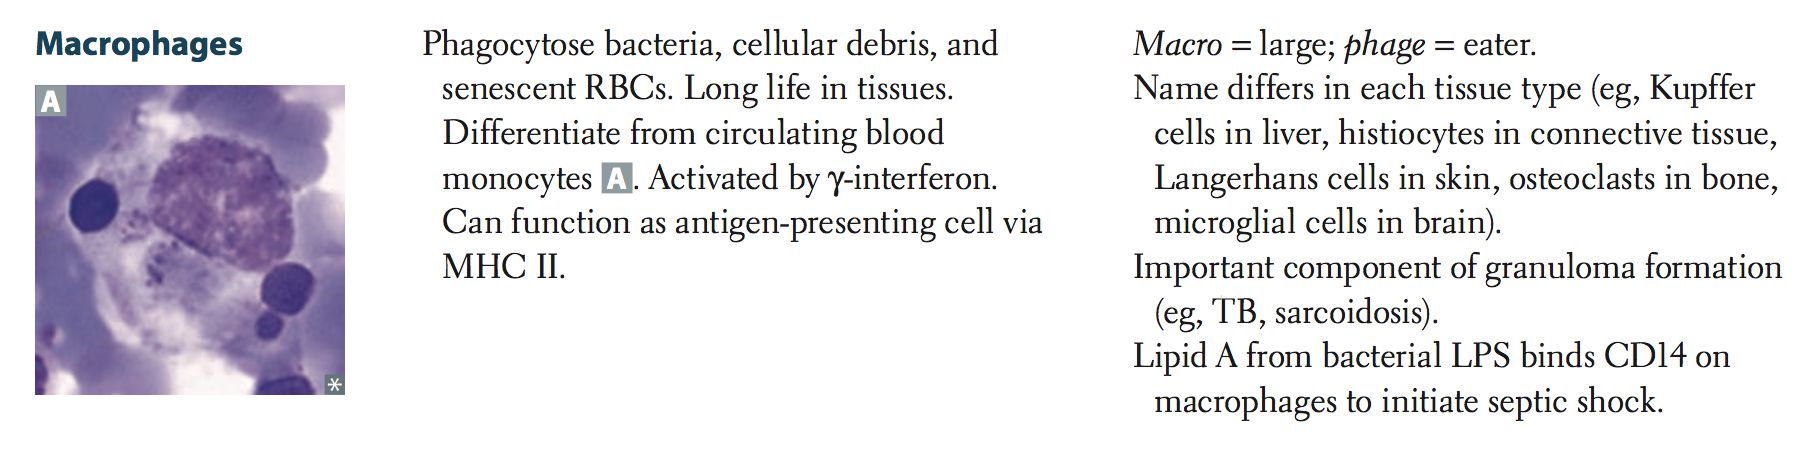 Macrophages
A
*
Phagocytose bacteria, cellular debris, and
senescent RBCs. Long life in tissues.
Differentiate from circulating blood
monocytes A. Activated by γ-interferon.
Can function as antigen-presenting cell via
MHC II.
Macro = large; phage = eater.
Name differs in each tissue type (eg, Kupffer
cells in liver, histiocytes in connective tissue,
Langerhans cells in skin, osteoclasts in bone,
microglial cells in brain).
Important component of granuloma formation
(eg, TB, sarcoidosis).
Lipid A from bacterial LPS binds CD14 on
macrophages to initiate septic shock.